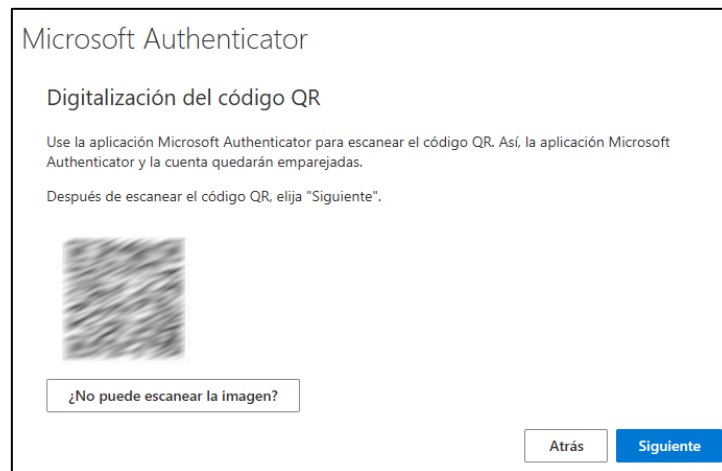 Microsoft Authenticator
Digitalización del código QR
Use la aplicación Microsoft Authenticator para escanear el código QR. Así, la aplicación Microsoft
Authenticator y la cuenta quedarán emparejadas.
Después de escanear el código QR, elija "Siguiente".
¿No puede escanear la imagen?
Atrás
Siguiente